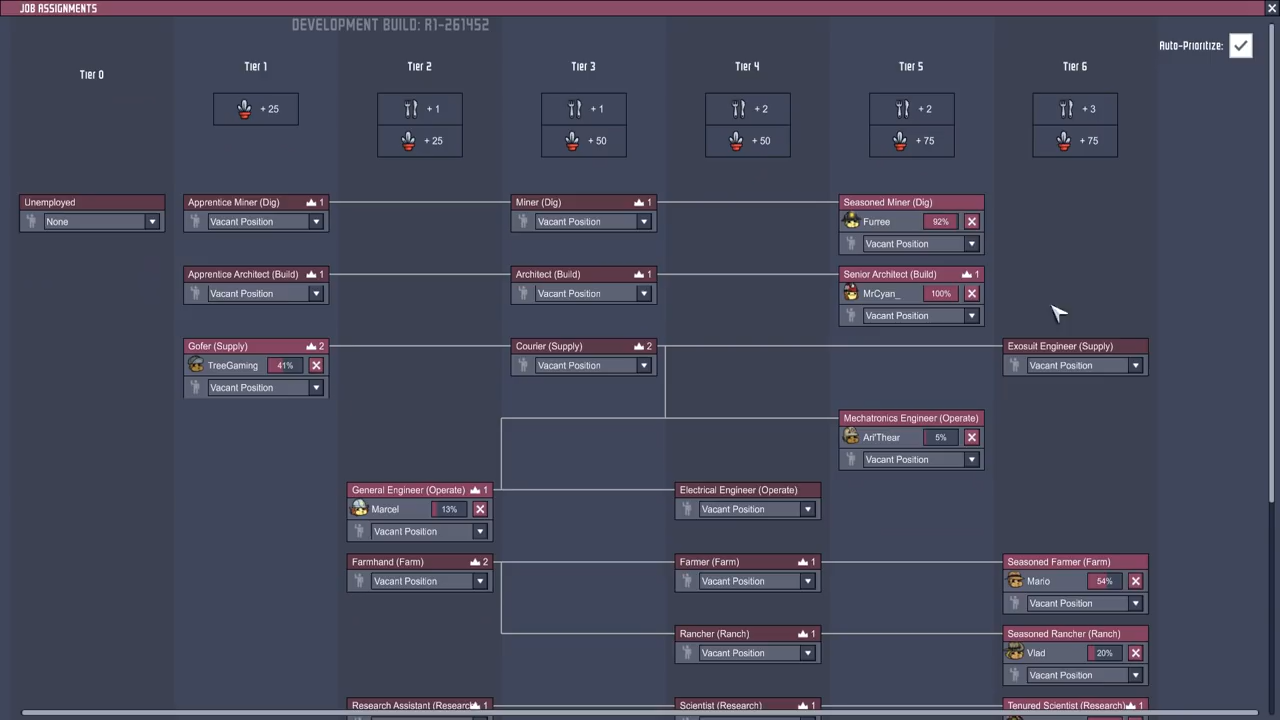 JOB ASSIGNMENTS
DEVELOPMENT BUILD: R1-261452
Auto-Prioritize:
Tier 0
Tier 1
Tier 2
Tier 3
Tier 4
Tier 5
Tier 6
+ 25
+ 1
+ 1
+ 2
+ 2
+ 3
+ 25
+ 50
+ 50
+ 75
+ 75
Unemployed
None
Apprentice Miner (Dig) 1
Vacant Position
Miner (Dig) 1
Vacant Position
Seasoned Miner (Dig)
Furree 92%
Vacant Position
Apprentice Architect (Build) 1
Vacant Position
Architect (Build) 1
Vacant Position
Senior Architect (Build) 1
MrCyan_ 100%
Vacant Position
Gofer (Supply) 2
TreeGaming 41%
Vacant Position
Courier (Supply) 2
Vacant Position
Exosuit Engineer (Supply)
Vacant Position
Mechatronics Engineer (Operate)
Ari'Thear 5%
Vacant Position
General Engineer (Operate) 1
Marcel 13%
Vacant Position
Electrical Engineer (Operate)
Vacant Position
Farmhand (Farm) 2
Vacant Position
Farmer (Farm) 1
Vacant Position
Seasoned Farmer (Farm)
Mario 54%
Vacant Position
Rancher (Ranch) 1
Vacant Position
Seasoned Rancher (Ranch)
Vlad 20%
Vacant Position
Research Assistant (Researc 1
Scientist (Research) 1
Tenured Scientist (Research) 1